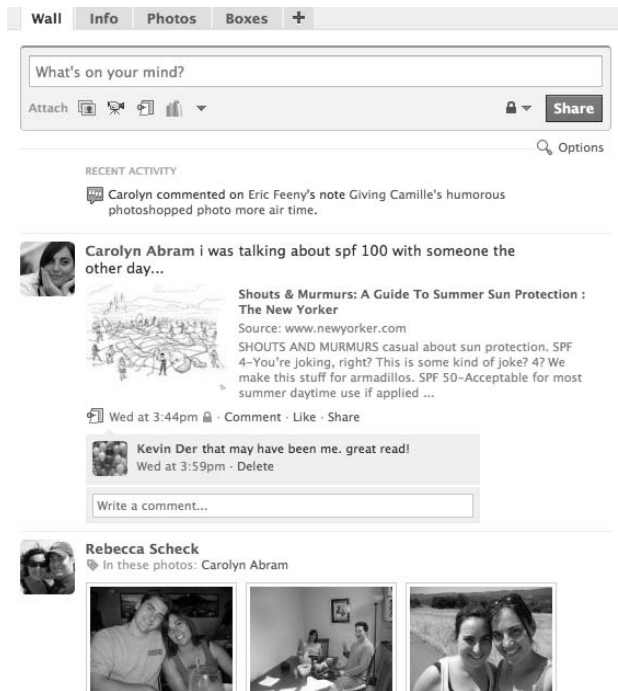 Wall Info Photos Boxes +
What's on your mind?
Attach Share
Options
RECENT ACTIVITY
Carolyn commented on Eric Feeny's note Giving Camille's humorous
photoshopped photo more air time.
Carolyn Abram i was talking about spf 100 with someone the
other day...
Shouts & Murmurs: A Guide To Summer Sun Protection :
The New Yorker
Source: www.newyorker.com
SHOUTS AND MURMURS casual about sun protection. SPF
4–You're joking, right? This is some kind of joke? 4? We
make this stuff for armadillos. SPF 50–Acceptable for most
summer daytime use if applied ...
Wed at 3:44pm · Comment · Like · Share
Kevin Der that may have been me. great read!
Wed at 3:59pm · Delete
Write a comment...
Rebecca Scheck
In these photos: Carolyn Abram